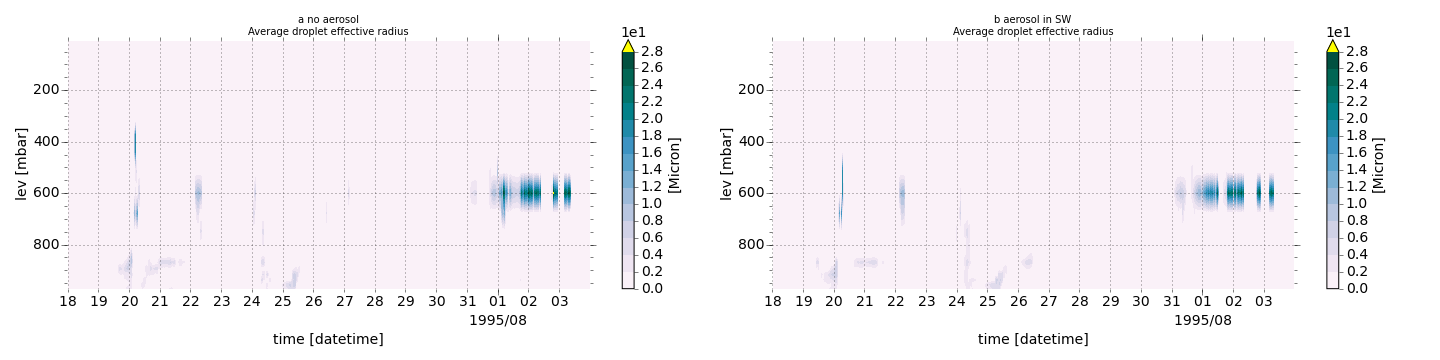 a no aerosol
Average droplet effective radius
1e1
2.8
2.6
2.4
2.2
2.0
1.8
1.6
1.4
1.2
1.0
0.8
0.6
0.4
0.2
0.0
[Micron]
200
400
600
800
lev [mbar]
18 19 20 21 22 23 24 25 26 27 28 29 30 31 01 02 03
1995/08
time [datetime]
b aerosol in SW
Average droplet effective radius
1e1
2.8
2.6
2.4
2.2
2.0
1.8
1.6
1.4
1.2
1.0
0.8
0.6
0.4
0.2
0.0
[Micron]
200
400
600
800
lev [mbar]
18 19 20 21 22 23 24 25 26 27 28 29 30 31 01 02 03
1995/08
time [datetime]